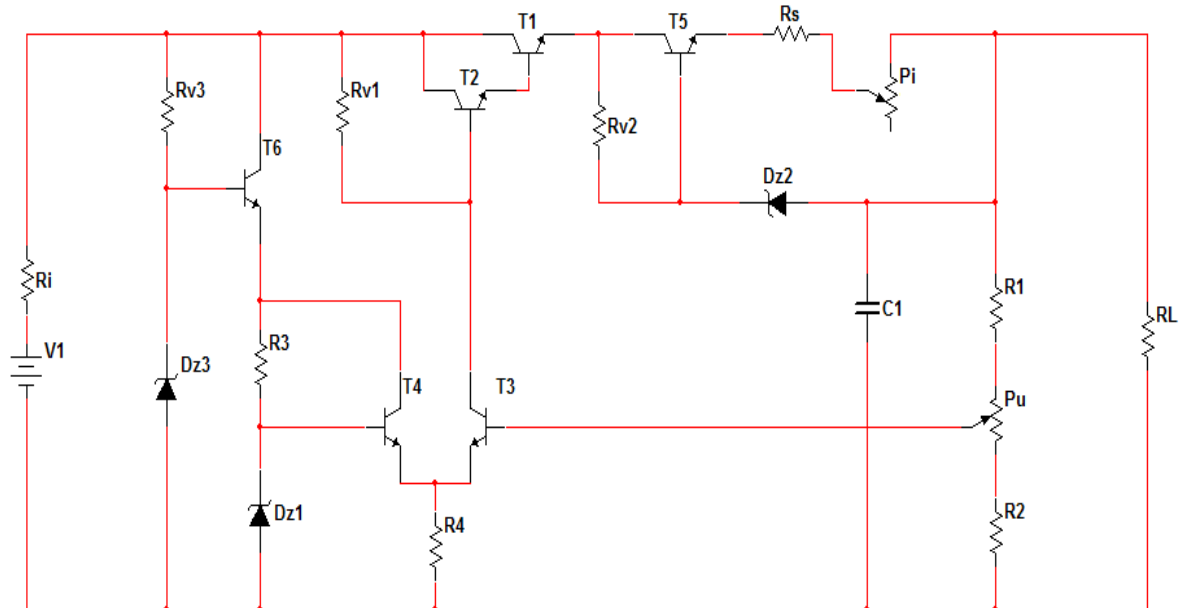 T1
T5
Rs
T2
Pi
Rv3
Rv1
Rv2
T6
Dz2
Ri
R1
C1
RL
V1
R3
Dz3
T4
T3
Pu
Dz1
R4
R2